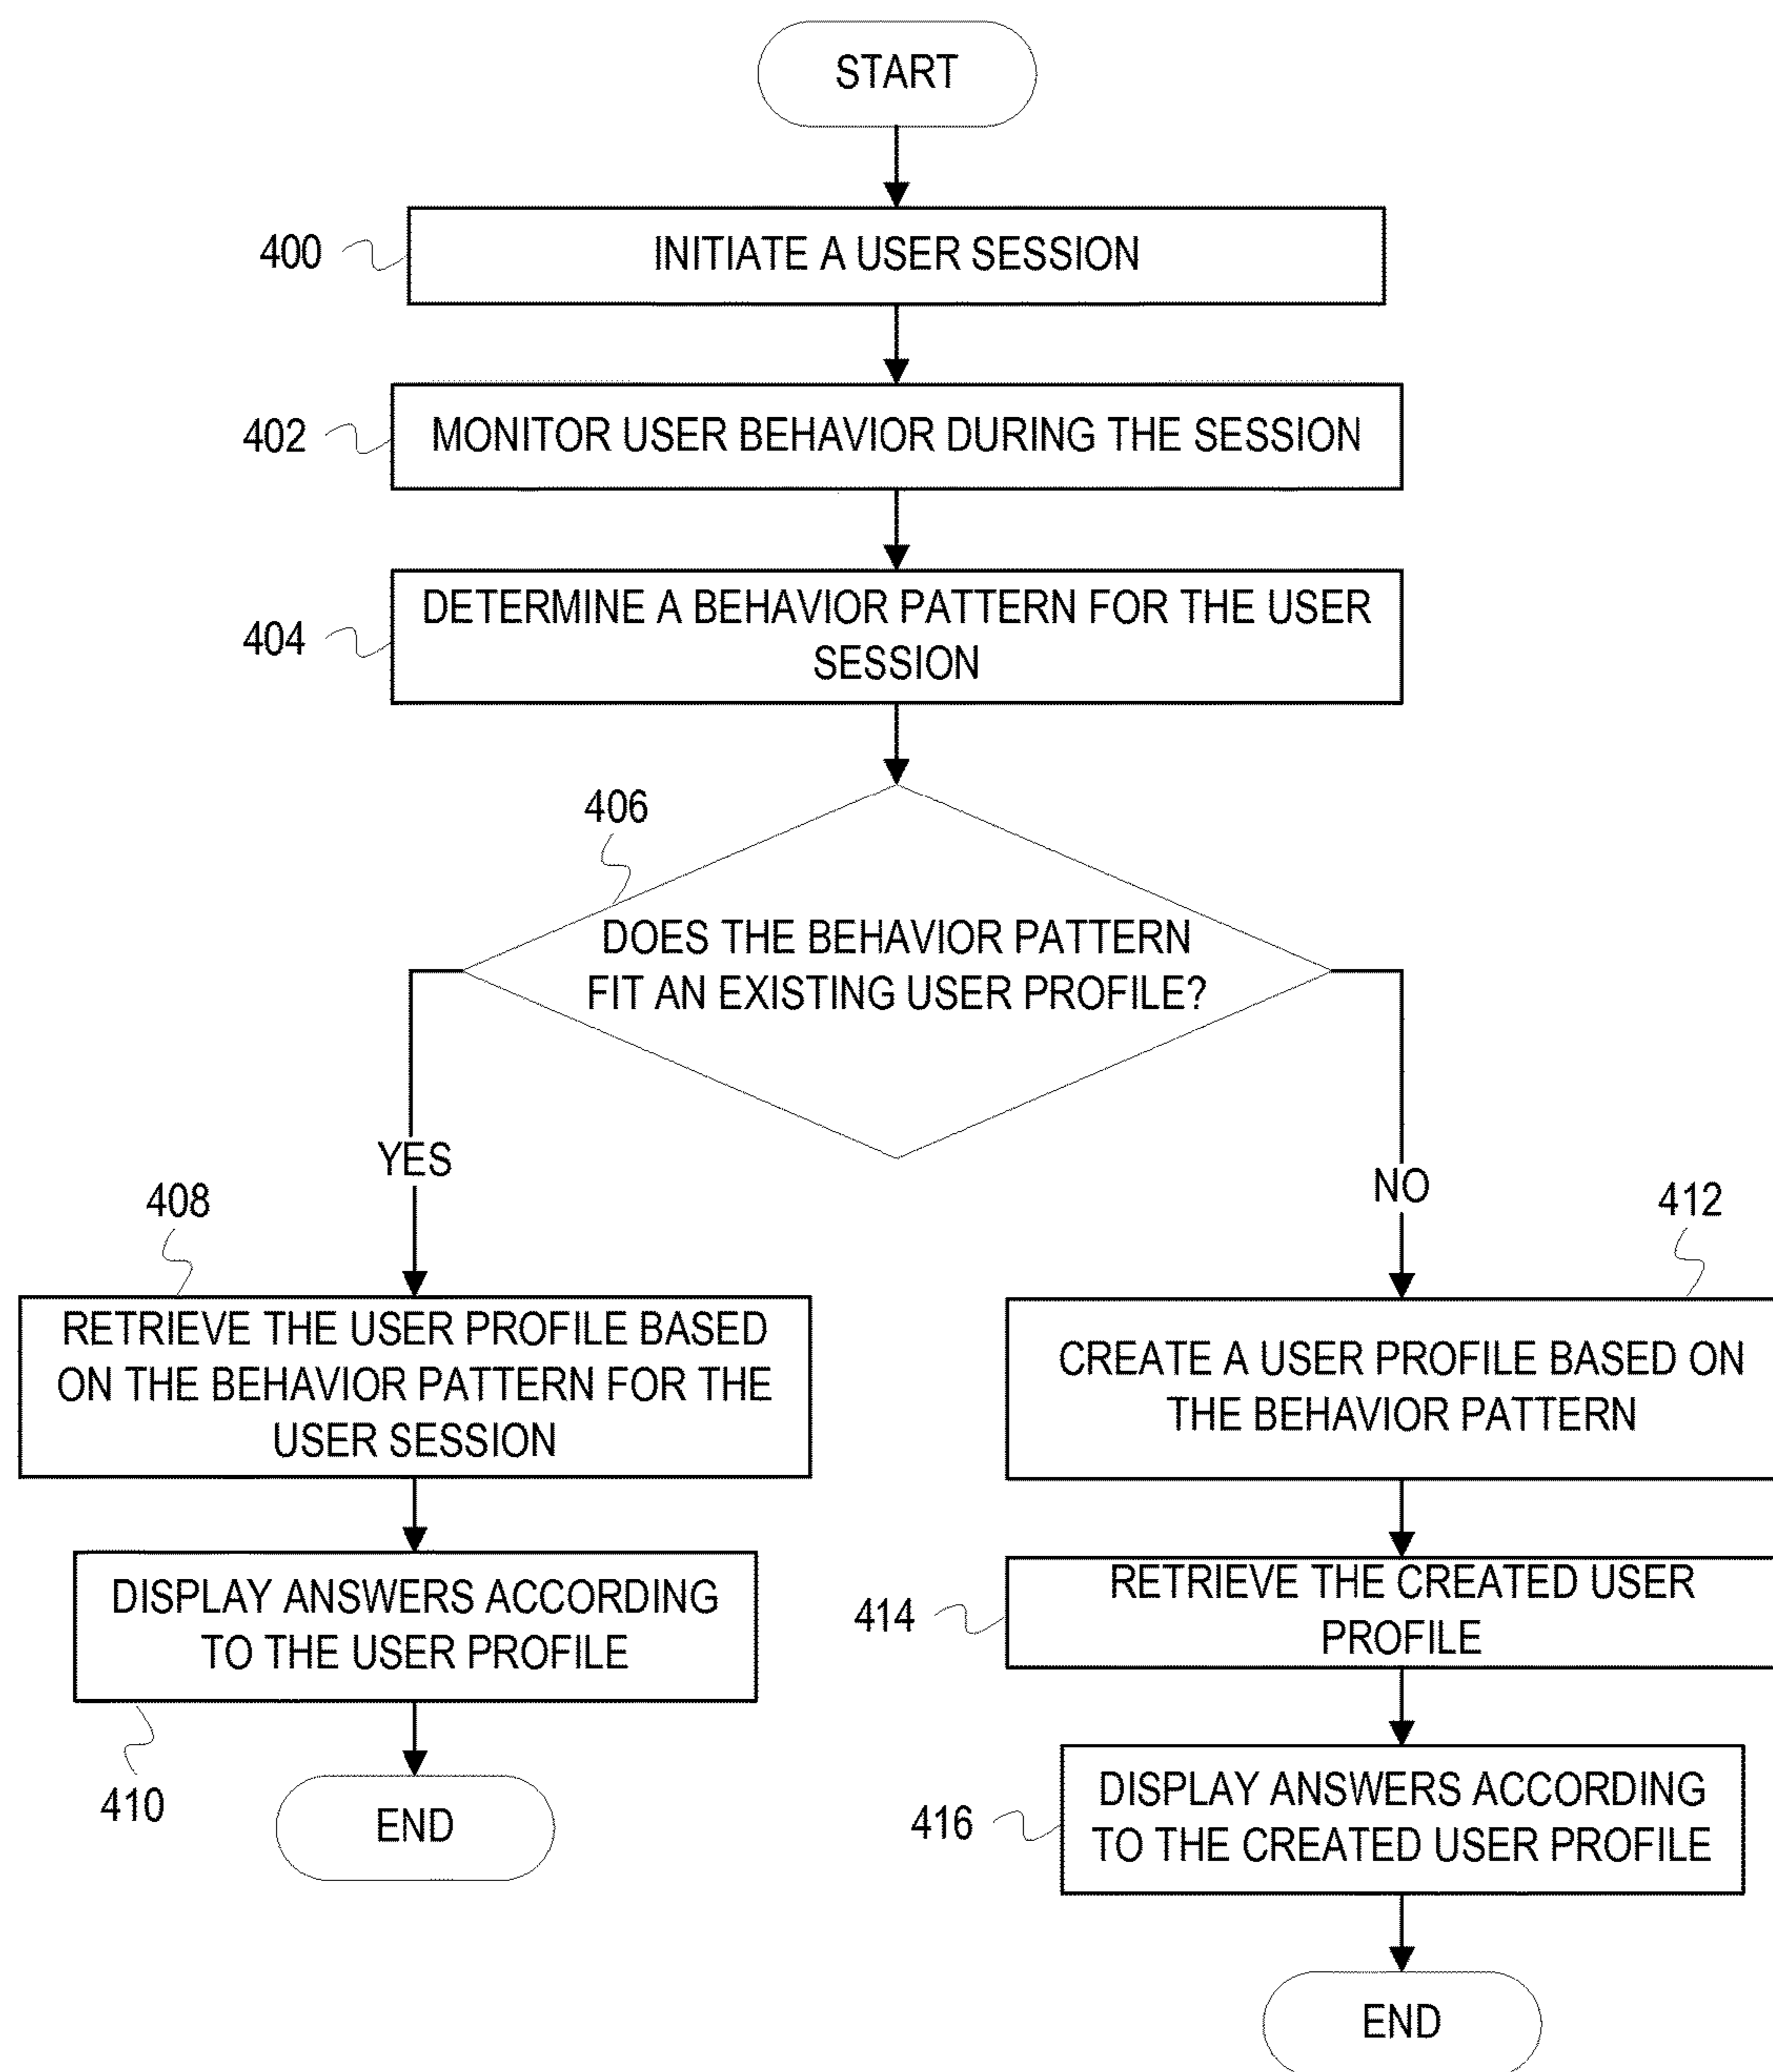 START
400
INITIATE A USER SESSION
402
MONITOR USER BEHAVIOR DURING THE SESSION
404
DETERMINE A BEHAVIOR PATTERN FOR THE USER
SESSION
406
DOES THE BEHAVIOR PATTERN
FIT AN EXISTING USER PROFILE?
YES
NO
408
RETRIEVE THE USER PROFILE BASED
ON THE BEHAVIOR PATTERN FOR THE
USER SESSION
DISPLAY ANSWERS ACCORDING
TO THE USER PROFILE
410
END
412
CREATE A USER PROFILE BASED ON
THE BEHAVIOR PATTERN
414
RETRIEVE THE CREATED USER
PROFILE
416
DISPLAY ANSWERS ACCORDING
TO THE CREATED USER PROFILE
END